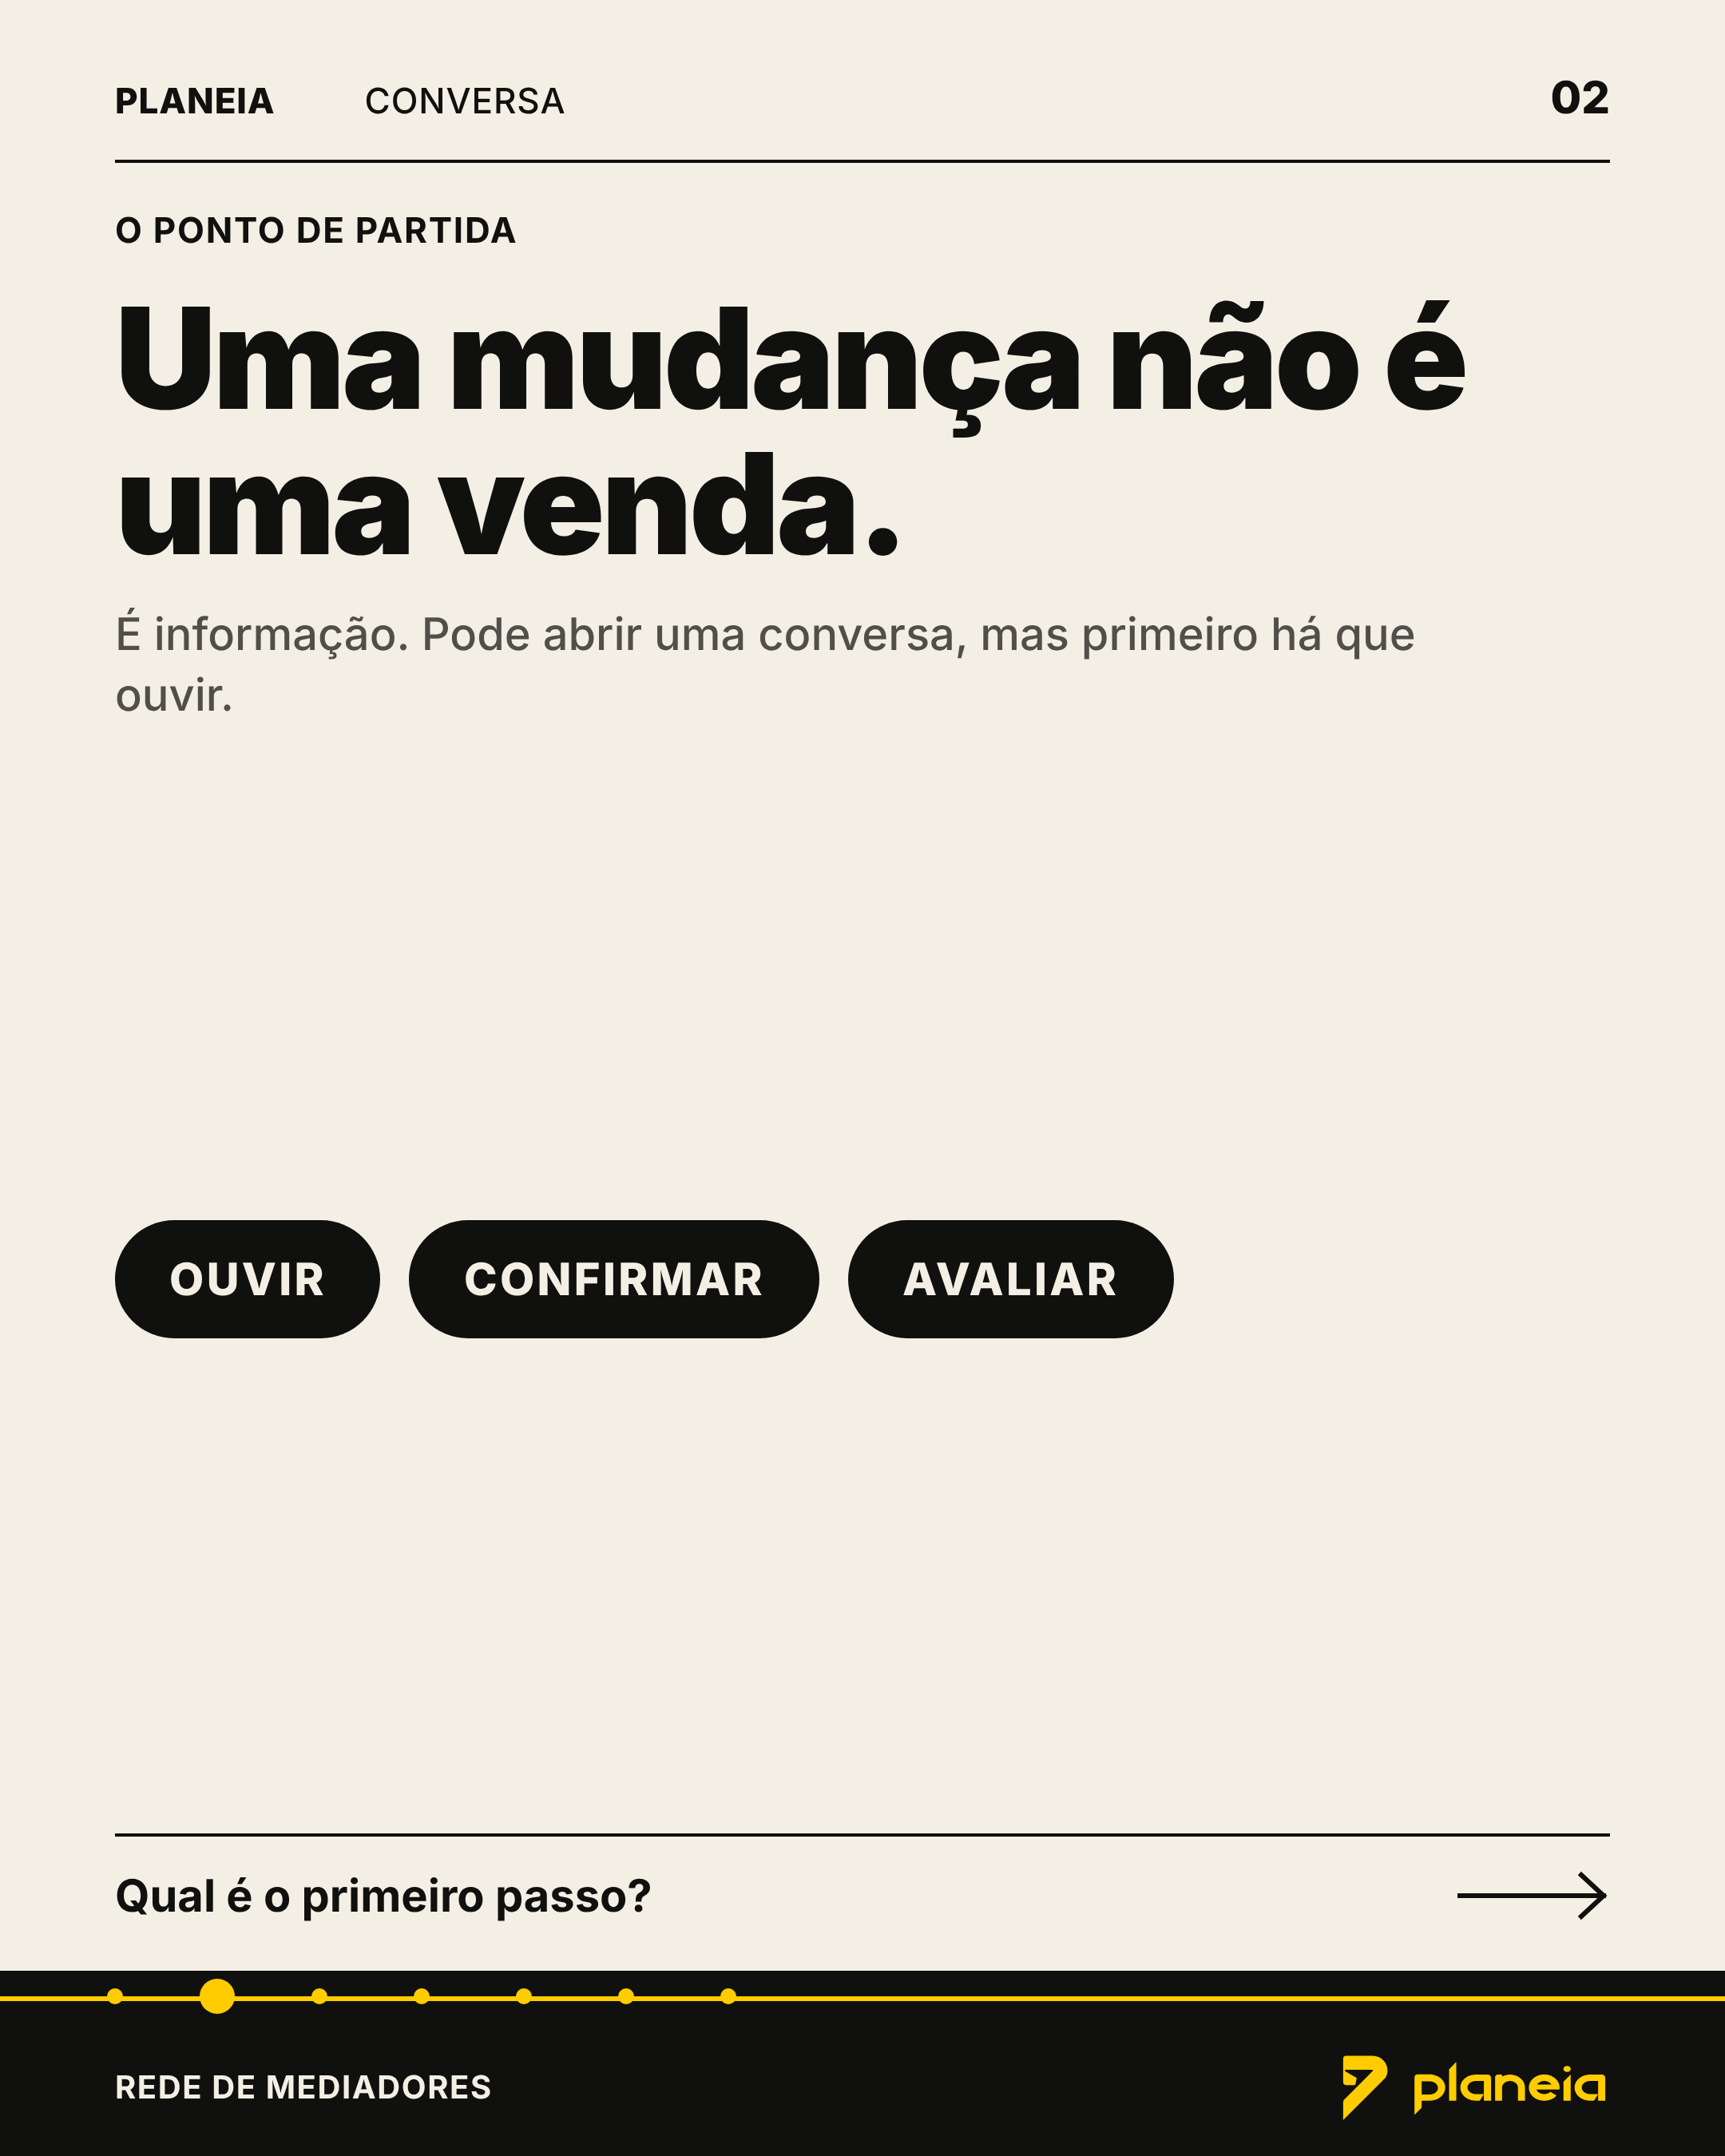 PLANEIA CONVERSA 02
O PONTO DE PARTIDA
Uma mudança não é
uma venda.
É informação. Pode abrir uma conversa, mas primeiro há que
ouvir.
OUVIR CONFIRMAR AVALIAR
Qual é o primeiro passo?
REDE DE MEDIADORES planeia